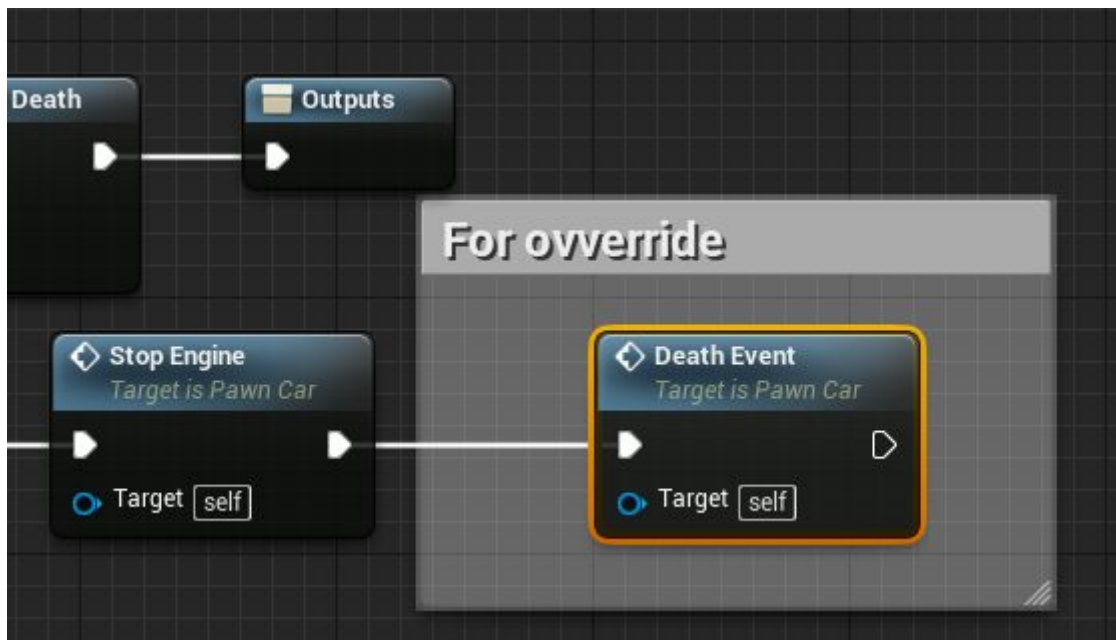 Death
Outputs
For ovverride
Stop Engine
Target is Pawn Car
Target self
Death Event
Target is Pawn Car
Target self